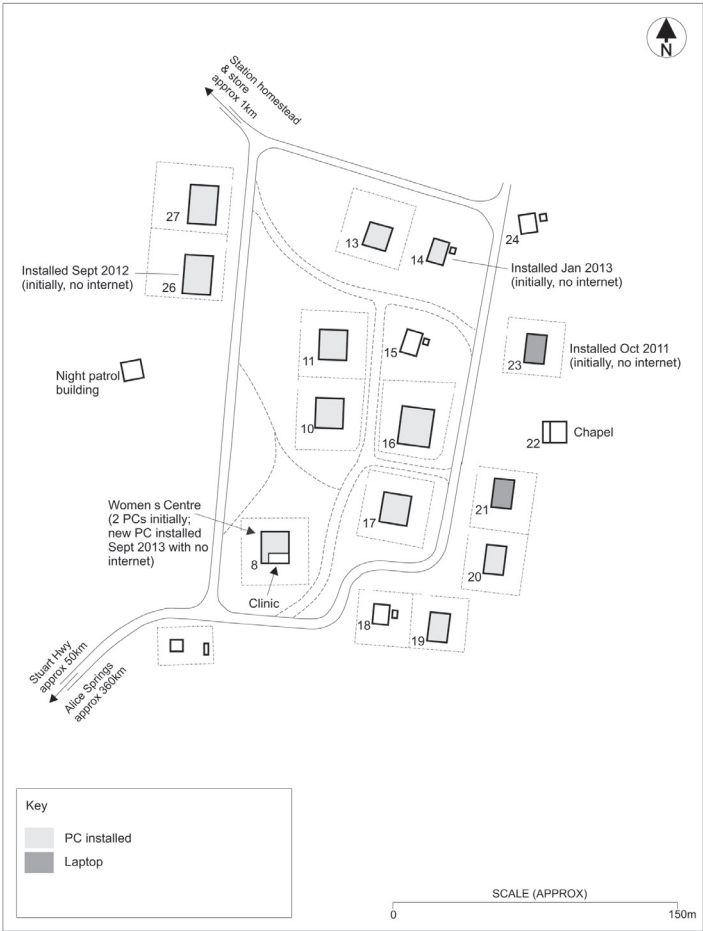 N
Station homestead
& store
approx 1km
27
26
Installed Sept 2012
(initially, no internet)
13
14
Installed Jan 2013
(initially, no internet)
24
11
15
23
Installed Oct 2011
(initially, no internet)
Night patrol
building
10
16
22
Chapel
Women s Centre
(2 PCs initially;
new PC installed
Sept 2013 with no
internet)
8
Clinic
17
21
20
18
19
Stuart Hwy
approx 50km
Alice Springs
approx 360km
Key
PC installed
Laptop
SCALE (APPROX)
0
150m